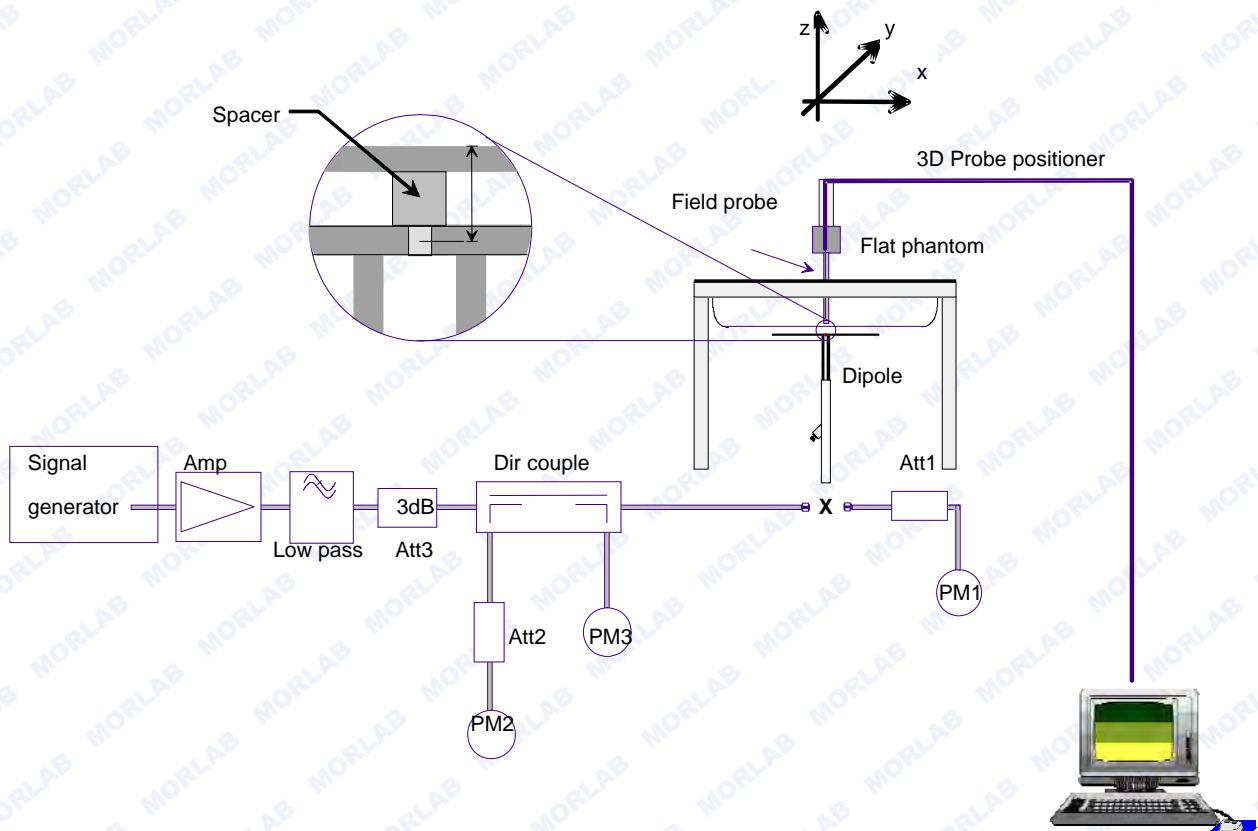 z
y
x
Spacer
3D Probe positioner
Field probe
Flat phantom
Dipole
Signal
generator
Amp
Low pass
3dB
Att3
Dir couple
Att1
X
PM1
Att2
PM3
PM2
MORLAB